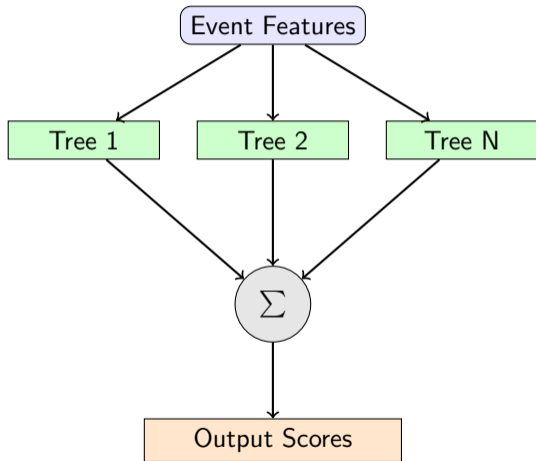 Event Features
Tree 1
Tree 2
Tree N
Σ
Output Scores